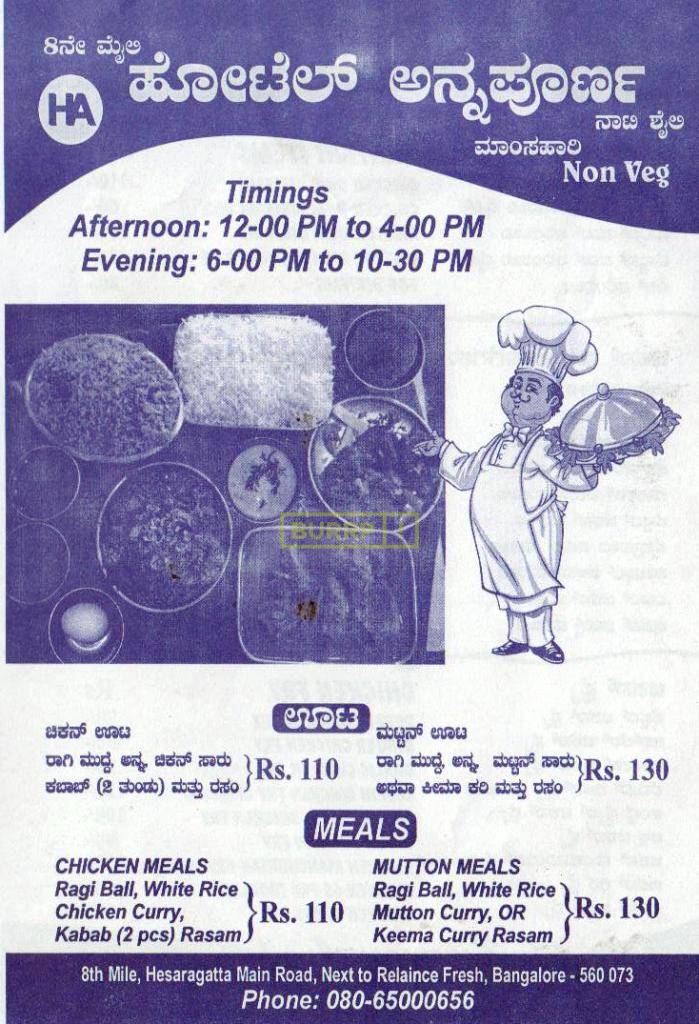 8ನೇ ಮೈಲಿ
HA
ಹೋಟೆಲ್ ಅನ್ನಪೂರ್ಣ
ನಾಟಿ ಶೈಲಿ
ಮಾಂಸಹಾರಿ
Non Veg
Timings
Afternoon: 12-00 PM to 4-00 PM
Evening: 6-00 PM to 10-30 PM
BURRP
ಊಟ
ಚಿಕನ್ ಊಟ
ರಾಗಿ ಮುದ್ದೆ, ಅನ್ನ, ಚಿಕನ್ ಸಾರು
ಕಬಾಬ್ (2 ತುಂಡು) ಮತ್ತು ರಸಂ
Rs. 110
ಮಟ್ಟನ್ ಊಟ
ರಾಗಿ ಮುದ್ದೆ, ಅನ್ನ, ಮಟ್ಟನ್ ಸಾರು
ಅಥವಾ ಕೀಮಾ ಕರಿ ಮತ್ತು ರಸಂ
Rs. 130
MEALS
CHICKEN MEALS
Ragi Ball, White Rice
Chicken Curry,
Kabab (2 pcs) Rasam
Rs. 110
MUTTON MEALS
Ragi Ball, White Rice
Mutton Curry, OR
Keema Curry Rasam
Rs. 130
8th Mile, Hesaragatta Main Road, Next to Relaince Fresh, Bangalore - 560 073
Phone: 080-65000656